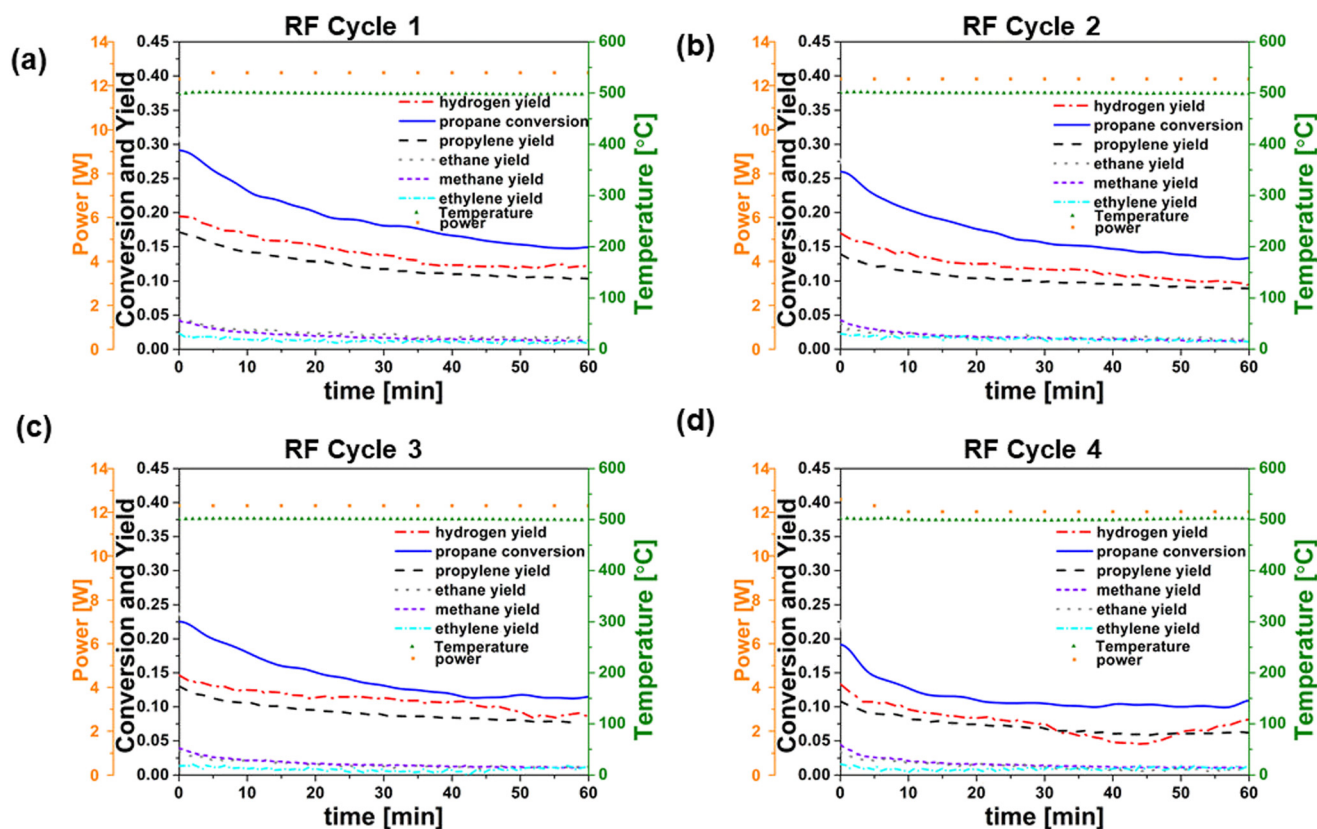 (a)
RF Cycle 1
14
12
10
8
6
4
2
0
Power [W]
0.45
0.40
0.35
0.30
0.25
0.20
0.15
0.10
0.05
0.00
Conversion and Yield
hydrogen yield
propane conversion
propylene yield
ethane yield
methane yield
ethylene yield
Temperature
power
600
500
400
300
200
100
0
Temperature [°C]
0 10 20 30 40 50 60
time [min]
(b)
RF Cycle 2
14
12
10
8
6
4
2
0
Power [W]
0.45
0.40
0.35
0.30
0.25
0.20
0.15
0.10
0.05
0.00
Conversion and Yield
hydrogen yield
propane conversion
propylene yield
ethane yield
methane yield
ethylene yield
Temperature
power
600
500
400
300
200
100
0
Temperature [°C]
0 10 20 30 40 50 60
time [min]
(c)
RF Cycle 3
14
12
10
8
6
4
2
0
Power [W]
0.45
0.40
0.35
0.30
0.25
0.20
0.15
0.10
0.05
0.00
Conversion and Yield
hydrogen yield
propane conversion
propylene yield
ethane yield
methane yield
ethylene yield
Temperature
power
600
500
400
300
200
100
0
Temperature [°C]
0 10 20 30 40 50 60
time [min]
(d)
RF Cycle 4
14
12
10
8
6
4
2
0
Power [W]
0.45
0.40
0.35
0.30
0.25
0.20
0.15
0.10
0.05
0.00
Conversion and Yield
hydrogen yield
propane conversion
propylene yield
methane yield
ethane yield
ethylene yield
Temperature
power
600
500
400
300
200
100
0
Temperature [°C]
0 10 20 30 40 50 60
time [min]